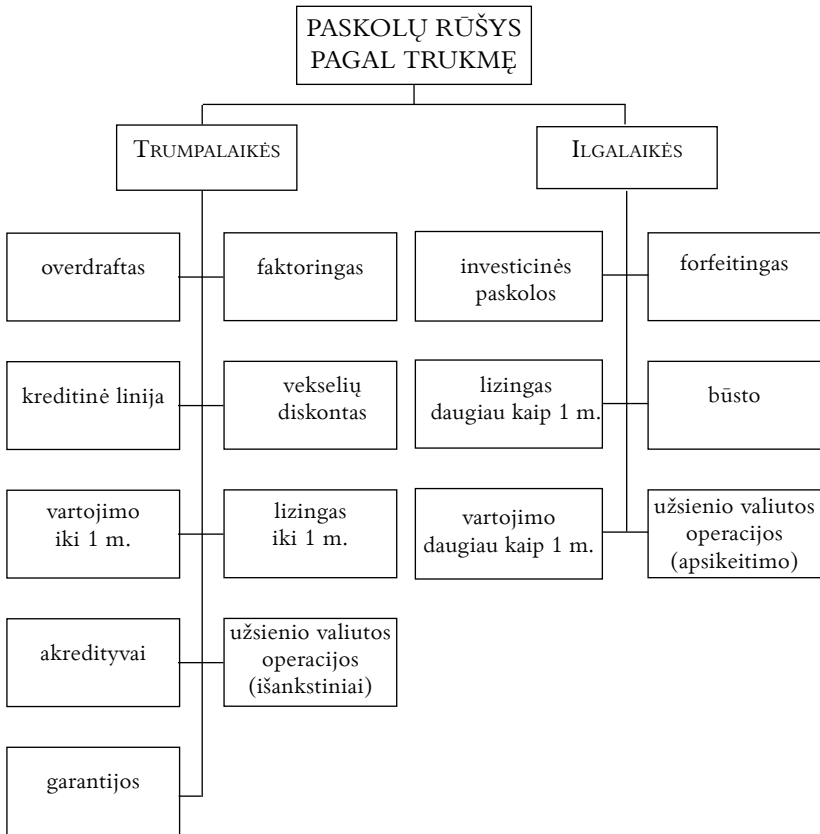 PASKOLŲ RŪŠYS
PAGAL TRUKMĘ
TRUMPALAIKĖS
ILGALAIKĖS
overdraftas
faktoringas
investicinės
paskolos
forfeitingas
kreditinė linija
vekselių
diskontas
lizingas
daugiau kaip 1 m.
būsto
vartojimo
iki 1 m.
lizingas
iki 1 m.
vartojimo
daugiau kaip 1 m.
užsienio valiutos
operacijos
(apsikeitimo)
akredityvai
užsienio valiutos
operacijos
(išankstiniai)
garantijos